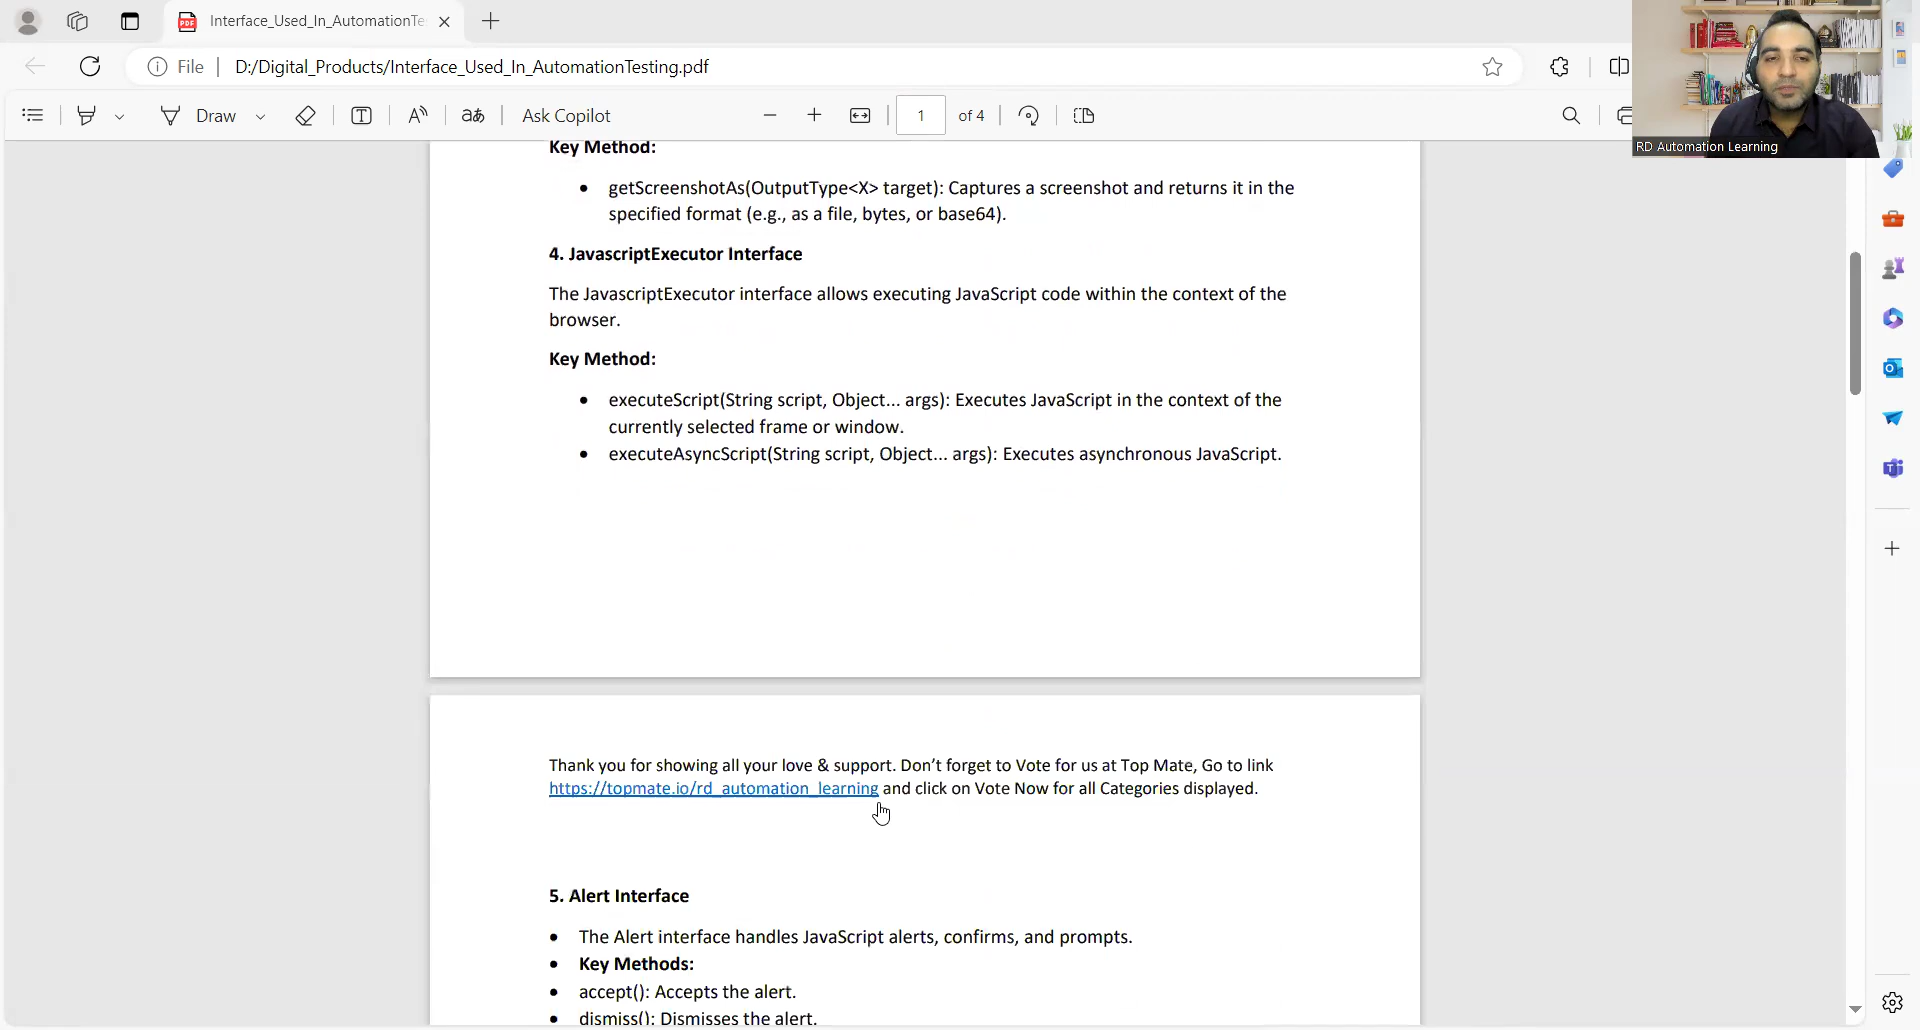 Interface_Used_In_AutomationTe
File
D:/Digital_Products/Interface_Used_In_AutomationTesting.pdf
Draw
Ask Copilot
1
of 4
RD Automation Learning
Key Method:
• getScreenshotAs(OutputType<X> target): Captures a screenshot and returns it in the
specified format (e.g., as a file, bytes, or base64).
4. JavascriptExecutor Interface
The JavascriptExecutor interface allows executing JavaScript code within the context of the
browser.
Key Method:
• executeScript(String script, Object... args): Executes JavaScript in the context of the
currently selected frame or window.
• executeAsyncScript(String script, Object... args): Executes asynchronous JavaScript.
Thank you for showing all your love & support. Don’t forget to Vote for us at Top Mate, Go to link
https://topmate.io/rd_automation_learning and click on Vote Now for all Categories displayed.
5. Alert Interface
• The Alert interface handles JavaScript alerts, confirms, and prompts.
• Key Methods:
• accept(): Accepts the alert.
• dismiss(): Dismisses the alert.